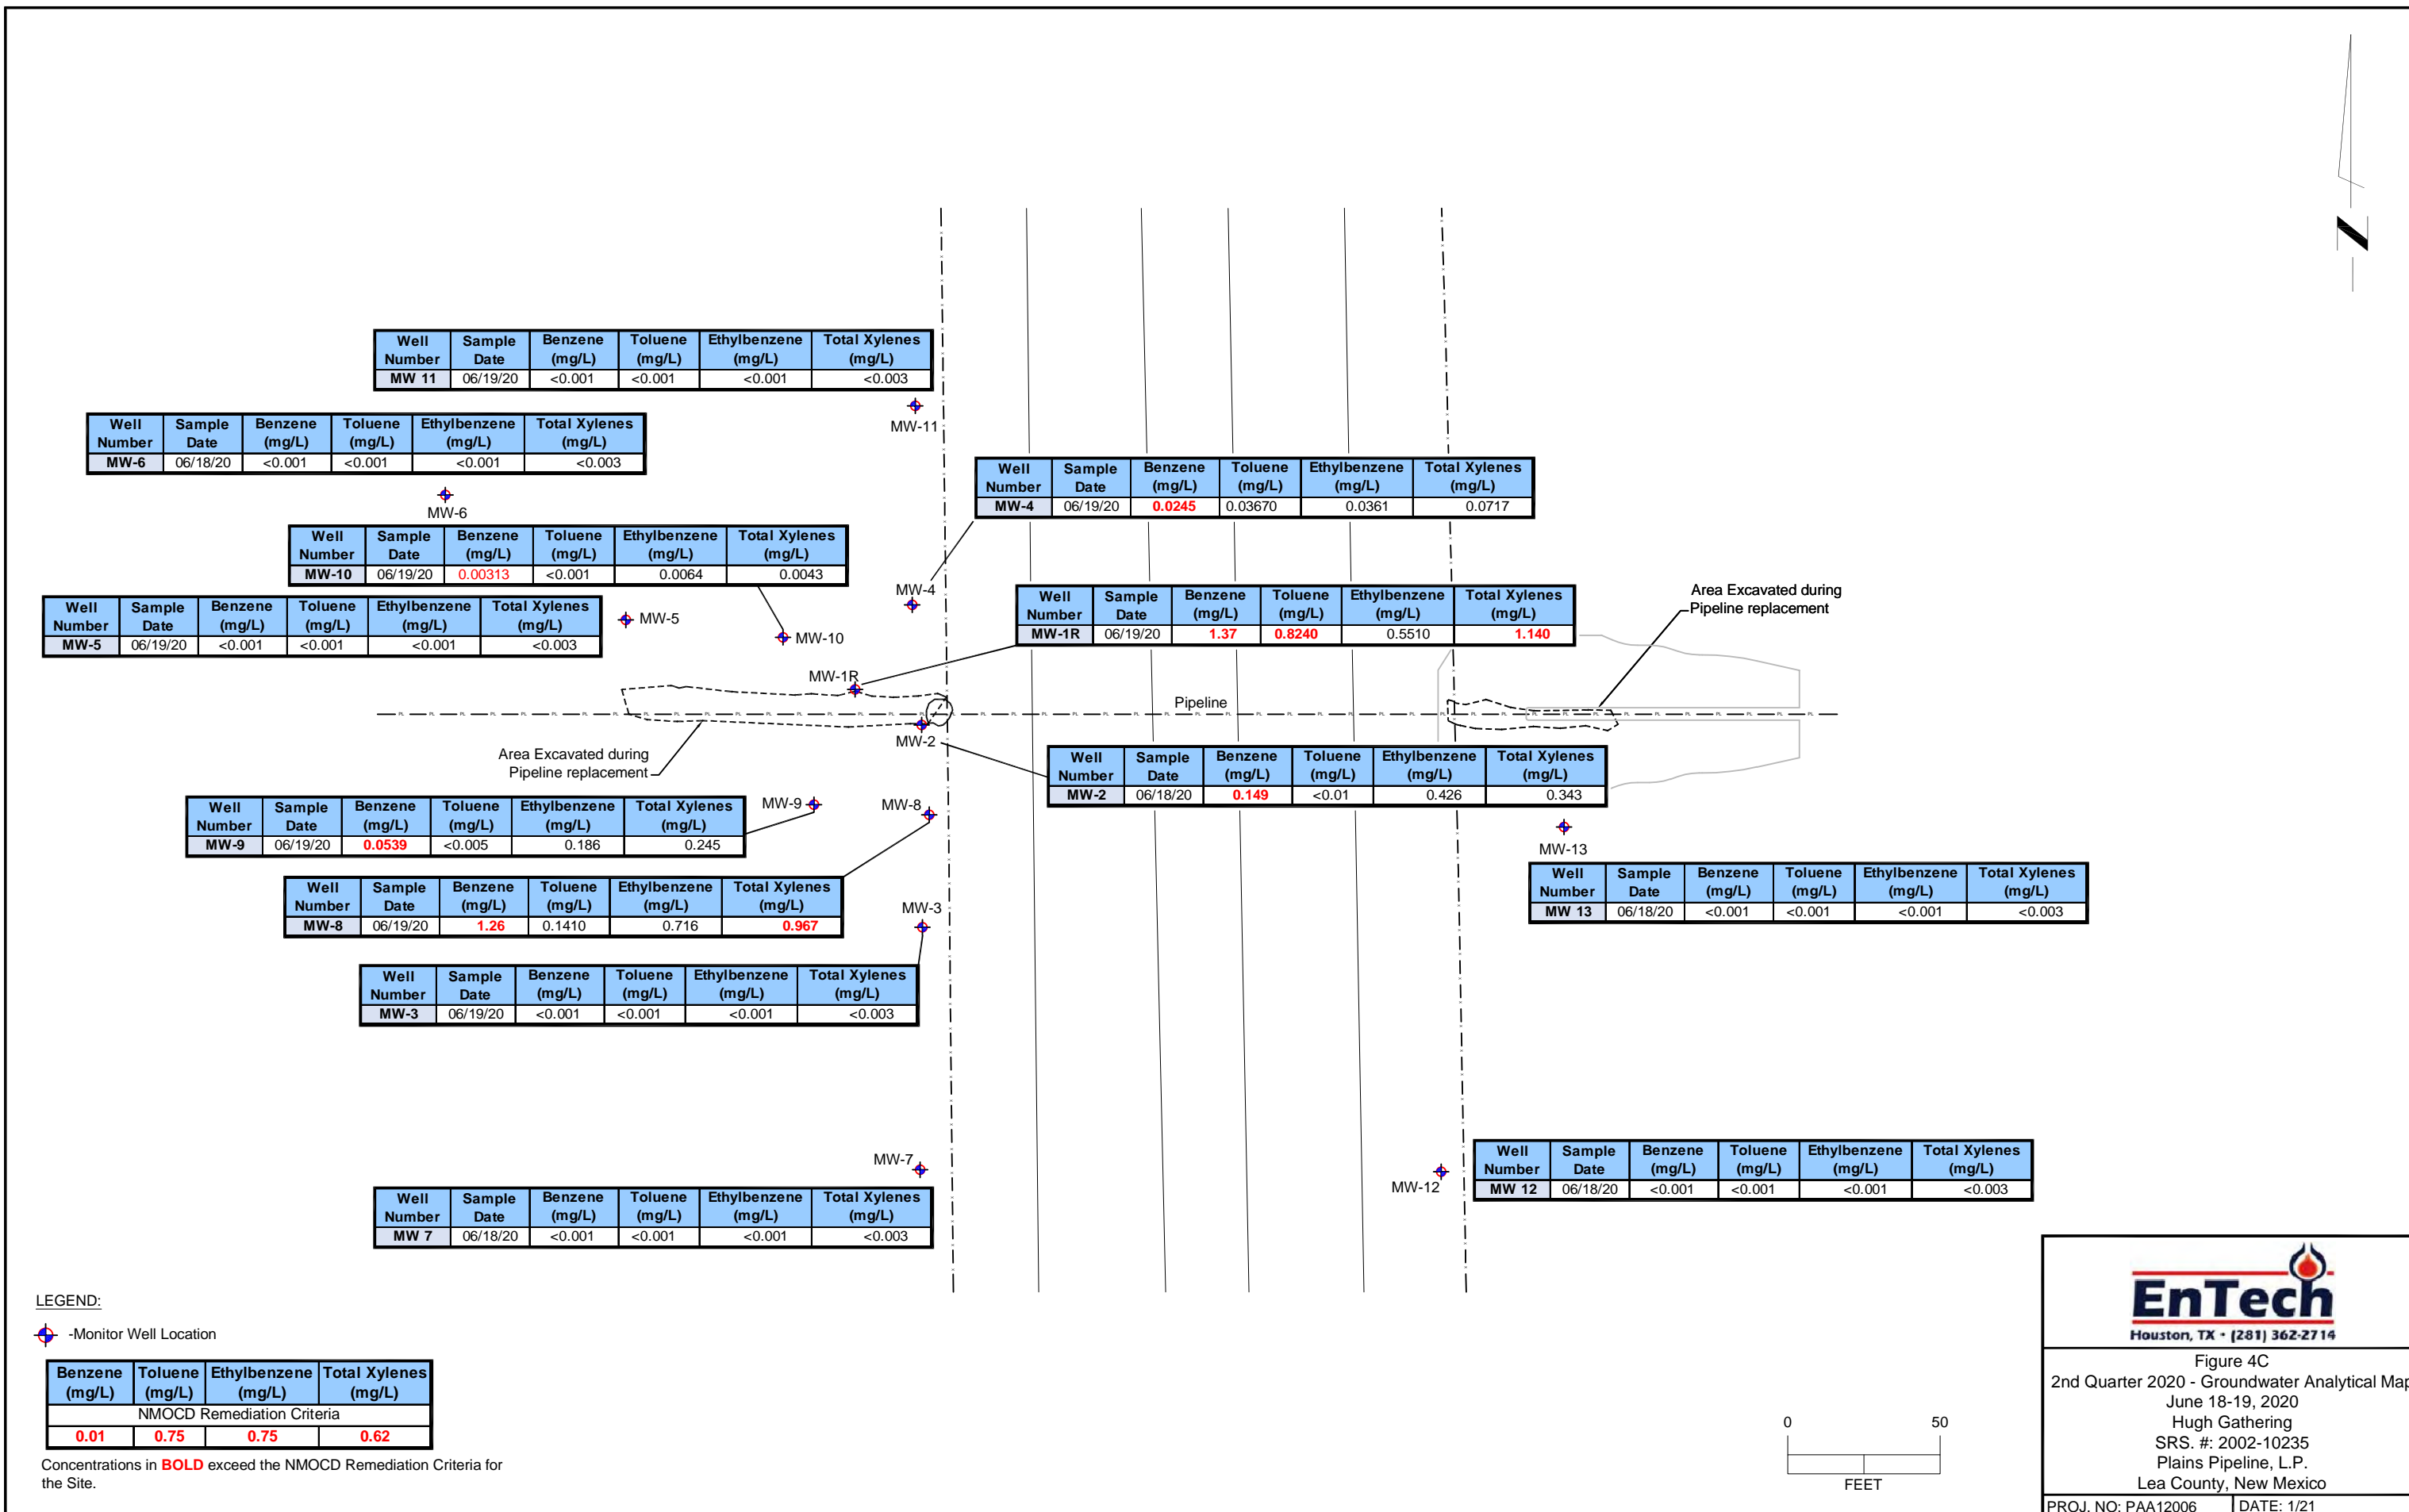 Well Number Sample Date Benzene (mg/L) Toluene (mg/L) Ethylbenzene (mg/L) Total Xylenes (mg/L)
MW 11 06/19/20 <0.001 <0.001 <0.001 <0.003
MW-11
Well Number Sample Date Benzene (mg/L) Toluene (mg/L) Ethylbenzene (mg/L) Total Xylenes (mg/L)
MW-6 06/18/20 <0.001 <0.001 <0.001 <0.003
MW-6
Well Number Sample Date Benzene (mg/L) Toluene (mg/L) Ethylbenzene (mg/L) Total Xylenes (mg/L)
MW-4 06/19/20 0.0245 0.03670 0.0361 0.0717
MW-4
Well Number Sample Date Benzene (mg/L) Toluene (mg/L) Ethylbenzene (mg/L) Total Xylenes (mg/L)
MW-10 06/19/20 0.00313 <0.001 0.0064 0.0043
MW-10
Well Number Sample Date Benzene (mg/L) Toluene (mg/L) Ethylbenzene (mg/L) Total Xylenes (mg/L)
MW-5 06/19/20 <0.001 <0.001 <0.001 <0.003
MW-5
Well Number Sample Date Benzene (mg/L) Toluene (mg/L) Ethylbenzene (mg/L) Total Xylenes (mg/L)
MW-1R 06/19/20 1.37 0.8240 0.5510 1.140
MW-1R
Area Excavated during
Pipeline replacement
Pipeline
MW-2
Area Excavated during
Pipeline replacement
Well Number Sample Date Benzene (mg/L) Toluene (mg/L) Ethylbenzene (mg/L) Total Xylenes (mg/L)
MW-2 06/18/20 0.149 <0.01 0.426 0.343
Well Number Sample Date Benzene (mg/L) Toluene (mg/L) Ethylbenzene (mg/L) Total Xylenes (mg/L)
MW-9 06/19/20 0.0539 <0.005 0.186 0.245
MW-9
MW-8
MW-13
Well Number Sample Date Benzene (mg/L) Toluene (mg/L) Ethylbenzene (mg/L) Total Xylenes (mg/L)
MW-8 06/19/20 1.26 0.1410 0.716 0.967
MW-3
Well Number Sample Date Benzene (mg/L) Toluene (mg/L) Ethylbenzene (mg/L) Total Xylenes (mg/L)
MW 13 06/18/20 <0.001 <0.001 <0.001 <0.003
Well Number Sample Date Benzene (mg/L) Toluene (mg/L) Ethylbenzene (mg/L) Total Xylenes (mg/L)
MW-3 06/19/20 <0.001 <0.001 <0.001 <0.003
MW-7
Well Number Sample Date Benzene (mg/L) Toluene (mg/L) Ethylbenzene (mg/L) Total Xylenes (mg/L)
MW 7 06/18/20 <0.001 <0.001 <0.001 <0.003
MW-12
Well Number Sample Date Benzene (mg/L) Toluene (mg/L) Ethylbenzene (mg/L) Total Xylenes (mg/L)
MW 12 06/18/20 <0.001 <0.001 <0.001 <0.003
N
LEGEND:
-Monitor Well Location
Benzene (mg/L) Toluene (mg/L) Ethylbenzene (mg/L) Total Xylenes (mg/L)
NMOCD Remediation Criteria
0.01 0.75 0.75 0.62
Concentrations in BOLD exceed the NMOCD Remediation Criteria for
the Site.
0 50
FEET
EnTech
Houston, TX • (281) 362-2714
Figure 4C
2nd Quarter 2020 - Groundwater Analytical Map
June 18-19, 2020
Hugh Gathering
SRS. #: 2002-10235
Plains Pipeline, L.P.
Lea County, New Mexico
PROJ. NO: PAA12006 DATE: 1/21